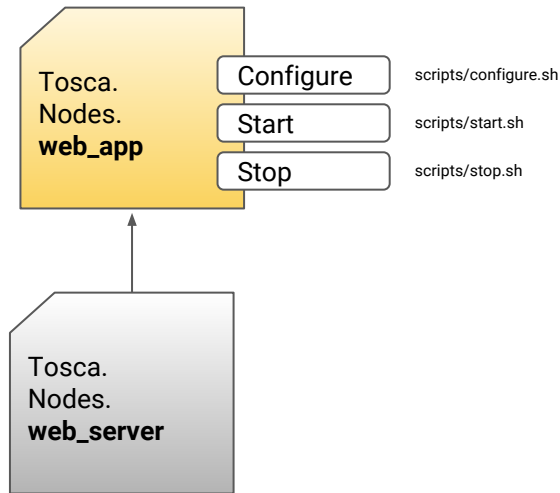 Tosca.
Nodes.
web_app
Configure
scripts/configure.sh
Start
scripts/start.sh
Stop
scripts/stop.sh
Tosca.
Nodes.
web_server